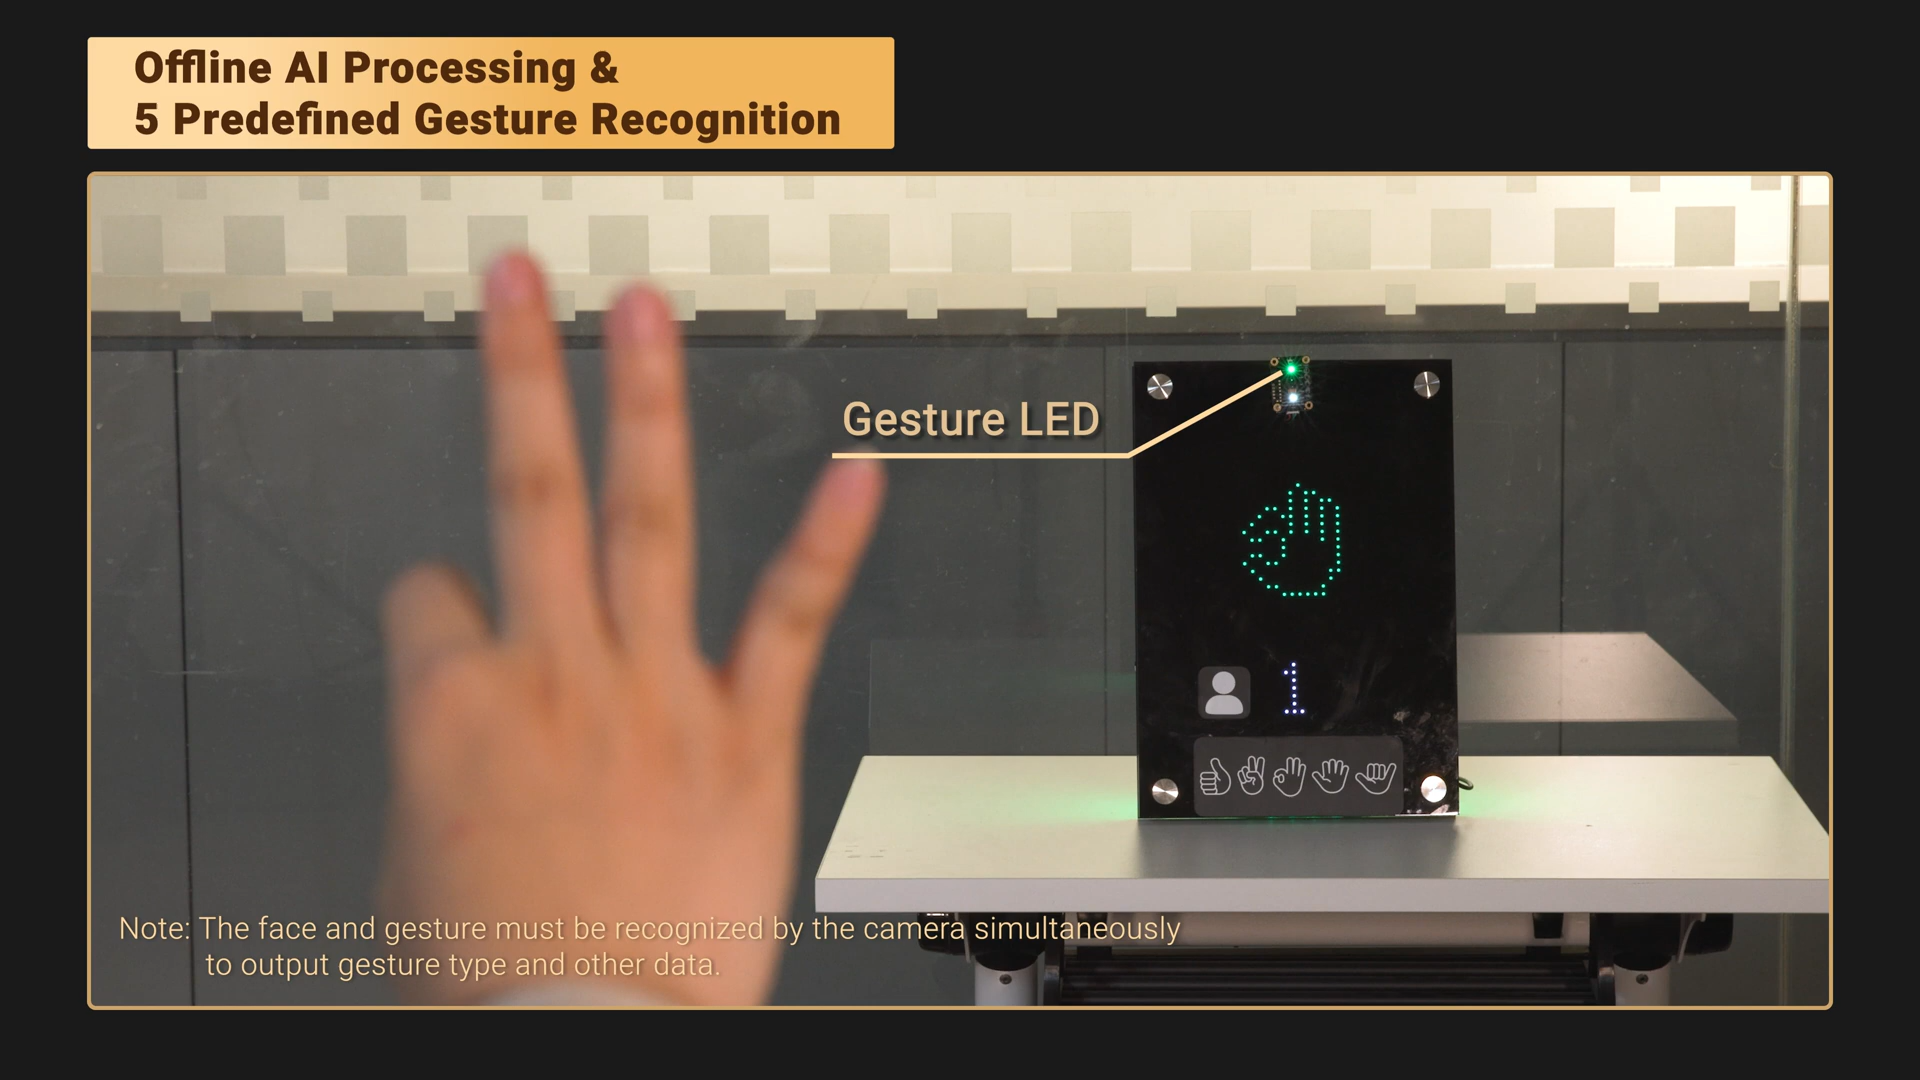 Offline AI Processing &
5 Predefined Gesture Recognition
Gesture LED
1
Note: The face and gesture must be recognized by the camera simultaneously
to output gesture type and other data.